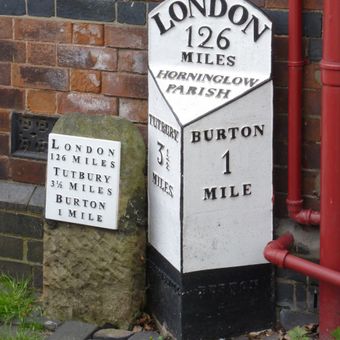 LONDON
126
MILES
HORNINGLOW
PARISH
TUTBURY
3½
MILES
BURTON
1
MILE
LONDON
126 MILES
TUTBURY
3½ MILES
BURTON
1 MILE